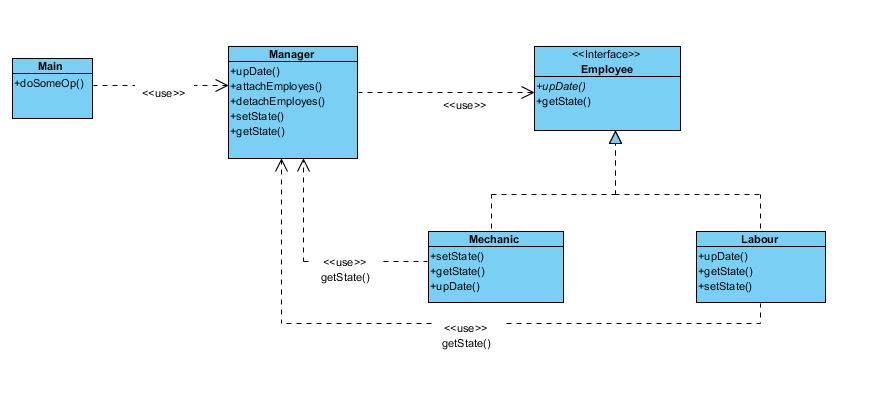 Main
+doSomeOp()
<<use>>
Manager
+upDate()
+attachEmployes()
+detachEmployes()
+setState()
+getState()
<<use>>
<<Interface>>
Employee
+upDate()
+getState()
Mechanic
+setState()
+getState()
+upDate()
Labour
+upDate()
+getState()
+setState()
<<use>>
getState()
<<use>>
getState()